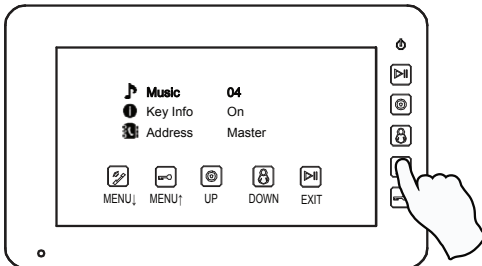 Music 04
Key Info On
Address Master
MENU↓ MENU↑ UP DOWN EXIT